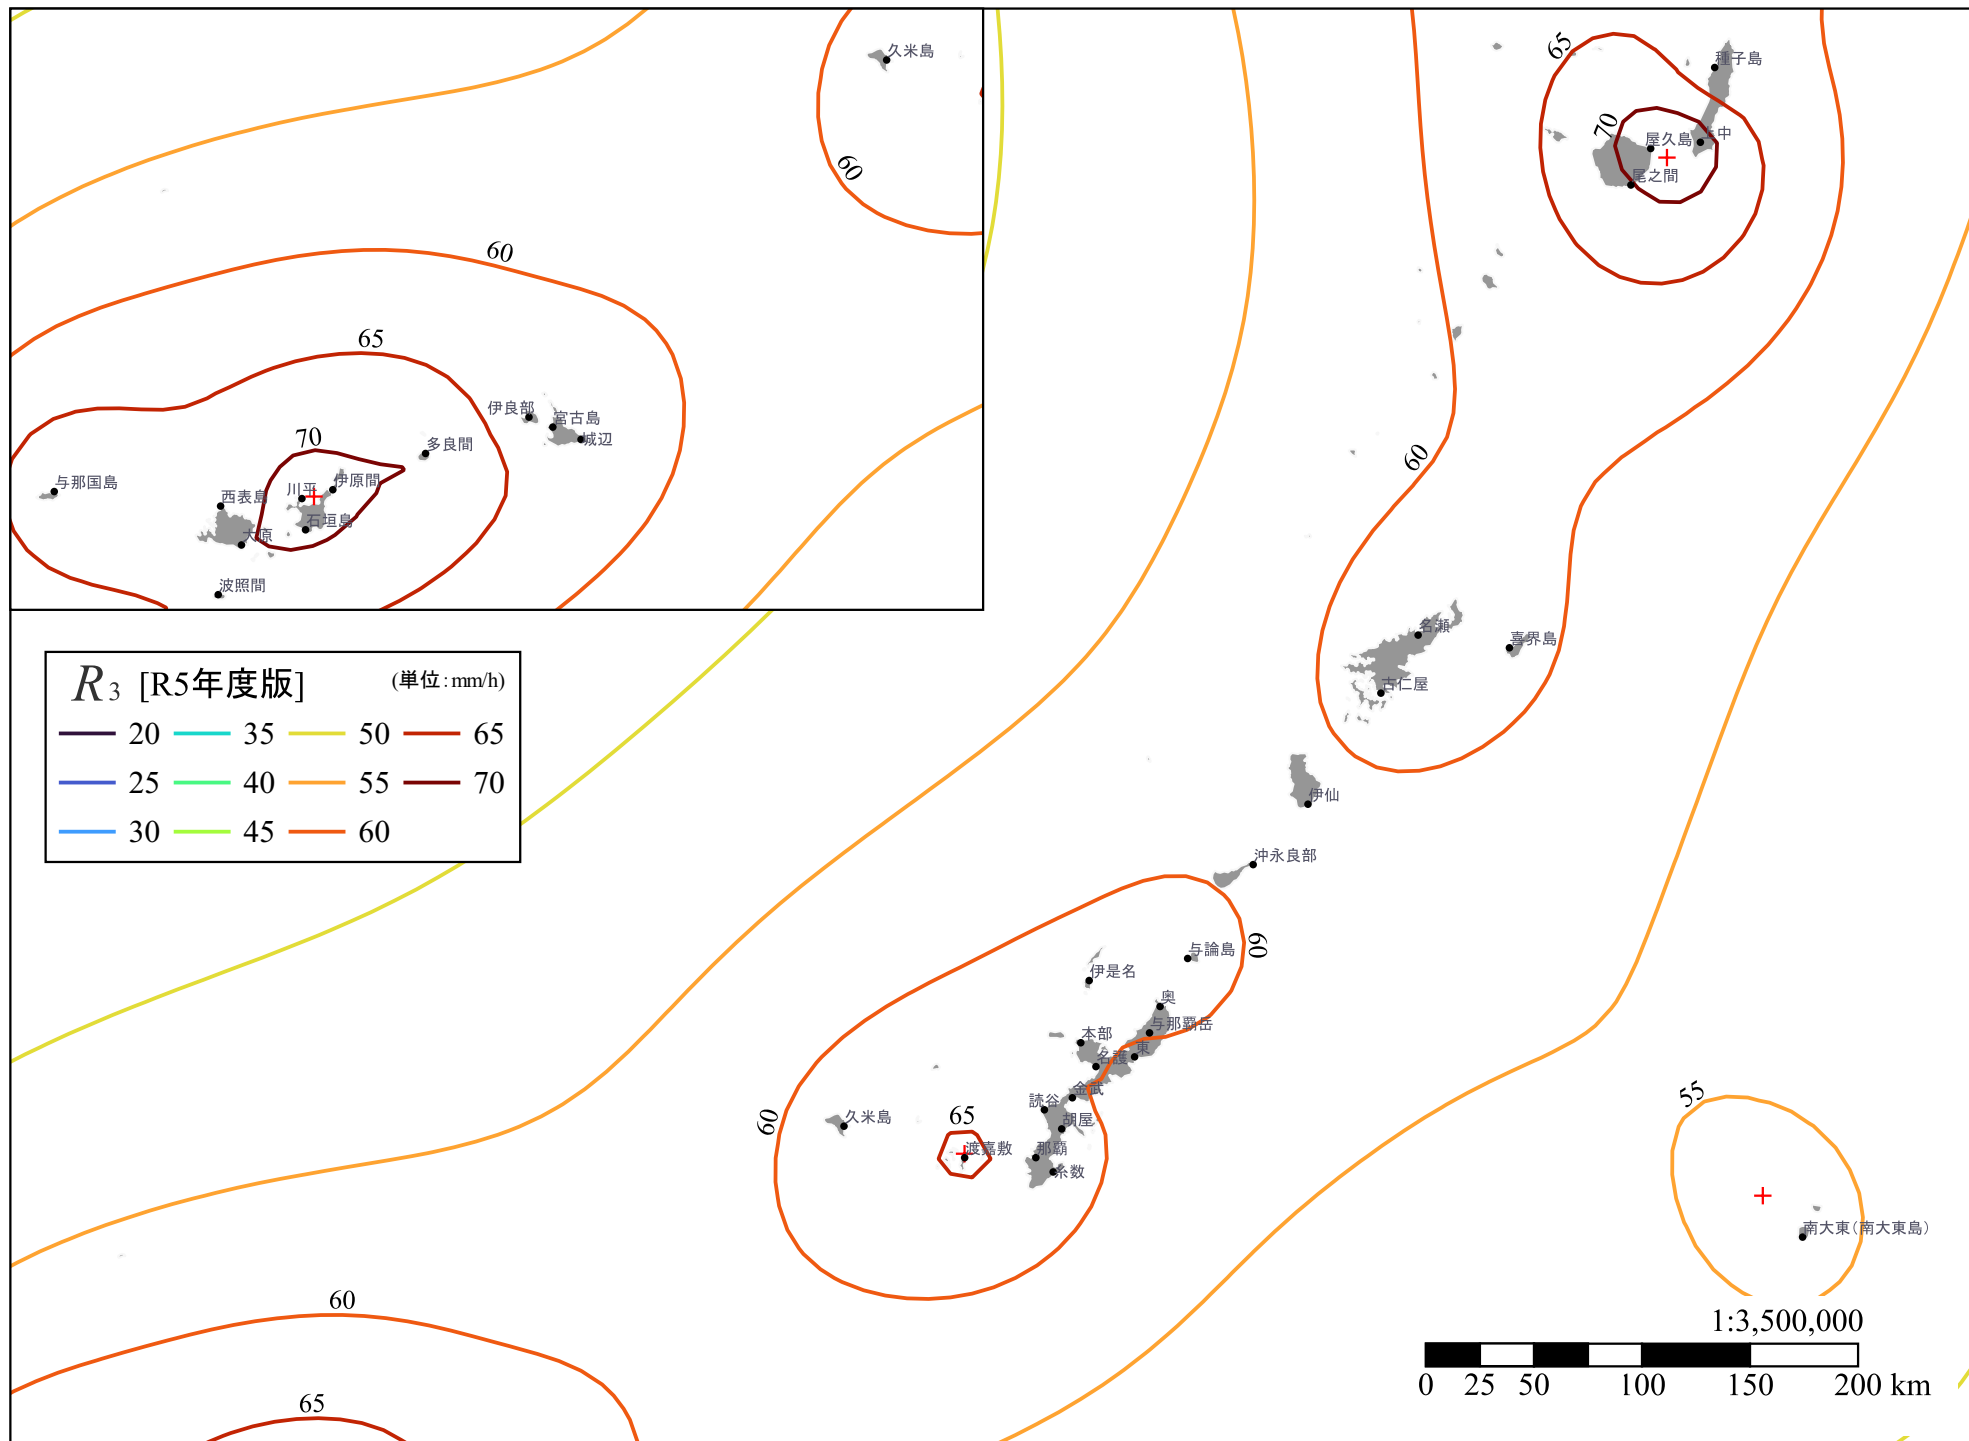 久米島
60
60
65
70
伊良部
宮古島
城辺
多良間
与那国島
川平
伊原間
西表島
石垣島
大原
波照間
65
種子島
70
上中
屋久島
尾之間
60
名瀬
喜界島
古仁屋
伊仙
沖永良部
60
与論島
伊是名
奥
与那覇岳
本部
東
名護
金武
読谷
胡屋
久米島
60
65
渡嘉敷
那覇
糸数
55
南大東(南大東島)
R3 [R5年度版] (単位:mm/h)
20 35 50 65
25 40 55 70
30 45 60
60
65
1:3,500,000
0 25 50 100 150 200 km